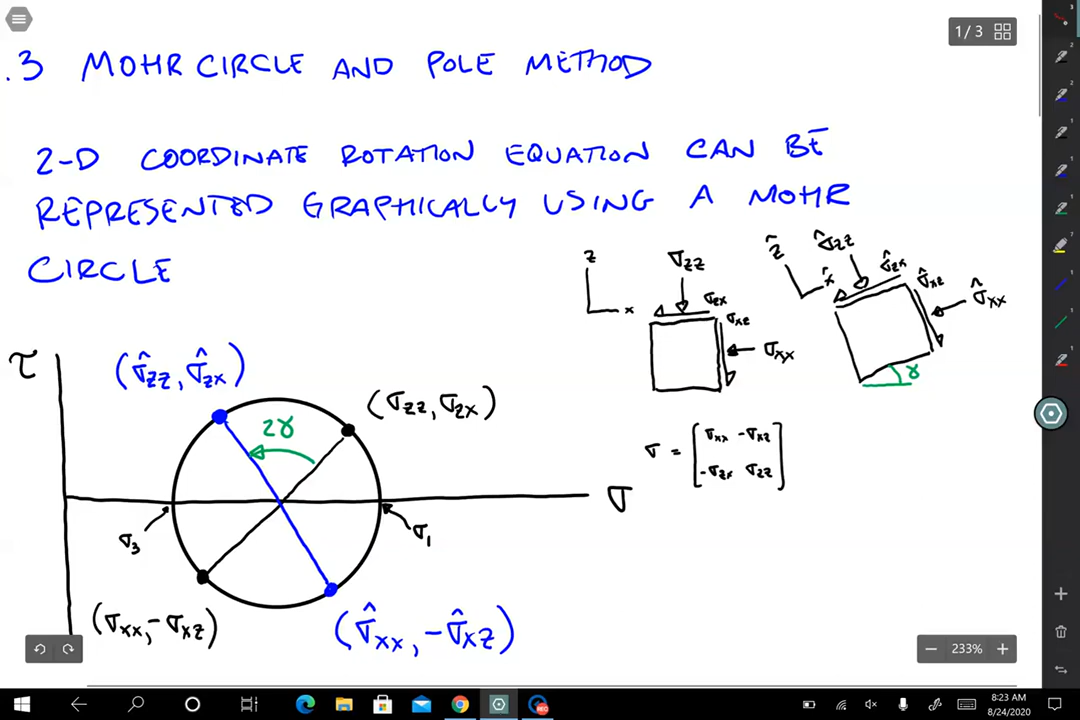 1/3
.3 MOHR CIRCLE AND POLE METHOD
2-D COORDINATE ROTATION EQUATION CAN BE
REPRESENTED GRAPHICALLY USING A MOHR
CIRCLE
z
x
σzz
σzx
σxz
σxx
ẑ
x̂
σ̂zz
σ̂zx
σ̂xz
σ̂xx
γ
τ
(σ̂zz, σ̂zx)
(σzz, σzx)
2γ
σ = [σxx -σxz
-σzx σzz]
σ
σ3
σ1
(σxx, -σxz)
(σ̂xx, -σ̂xz)
233%
8:23 AM
8/24/2020